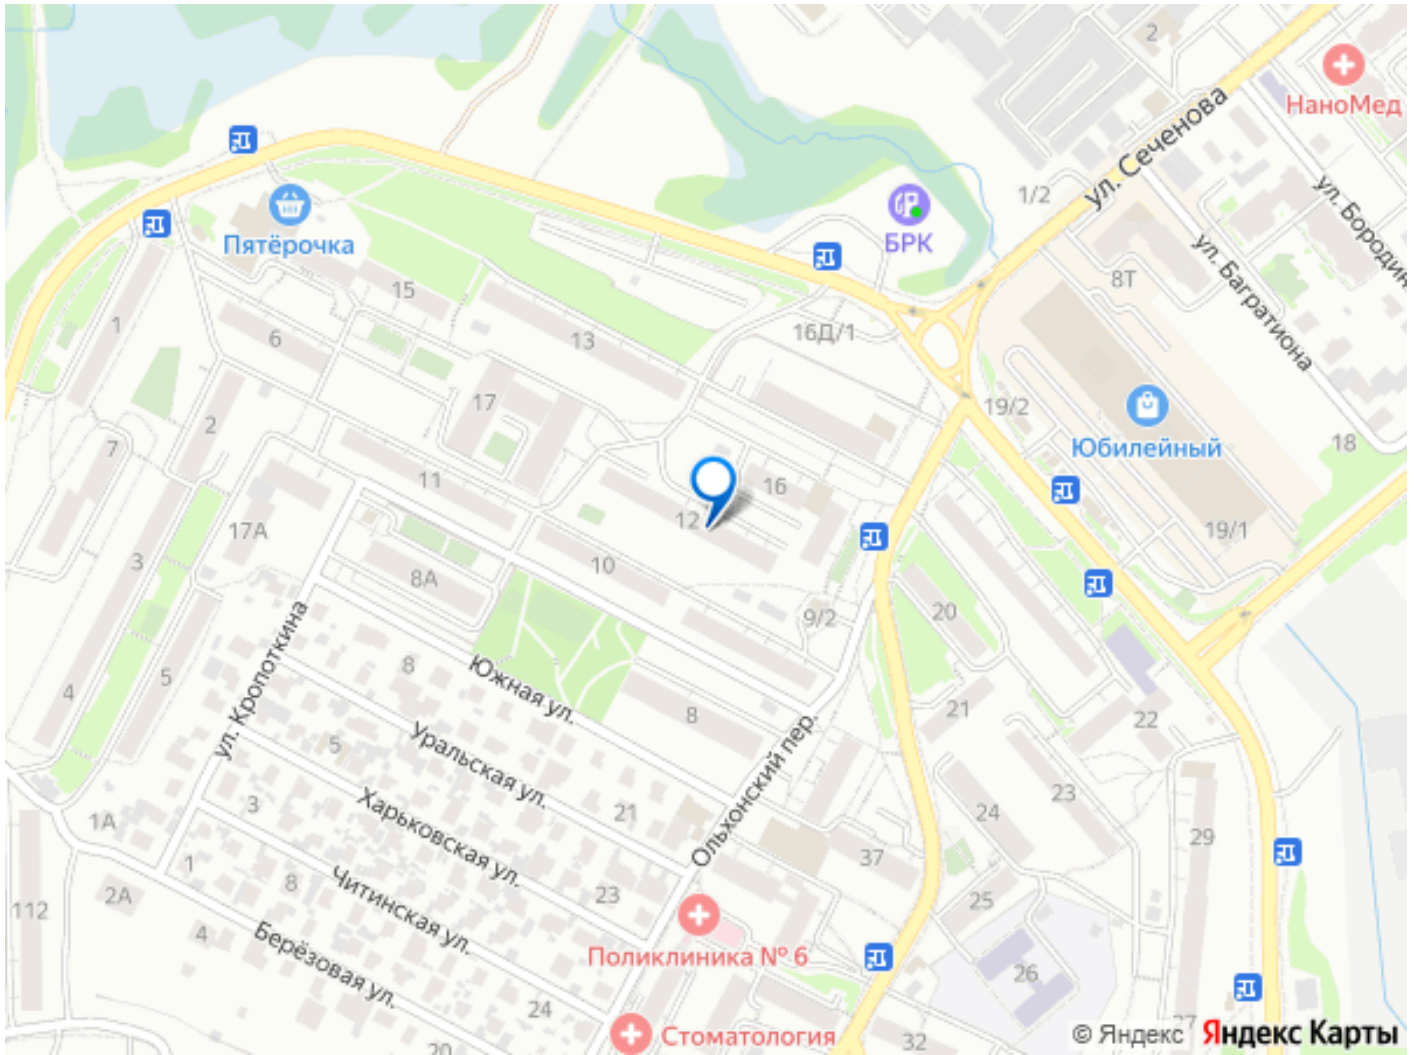 2
НаноМед
ул. Сеченова
1/2
ул. Бородин
Пятёрочка
БРК
ул. Багратиона
8Т
15
1
6
13
16Д/1
17
19/2
Юбилейный
2
7
18
11
16
12
19/1
17А
3
10
8А
20
9/2
ул. Кропоткина
8
4
5
Южная ул.
8
21
22
Уральская ул.
5
Ольхонский пер.
3
Харьковская ул.
21
24
23
1А
29
1
37
8
Читинская ул.
2А
23
25
112
4
Берёзовая ул.
Поликлиника № 6
26
24
Стоматология
20
32
27
© Яндекс
Яндекс Карты